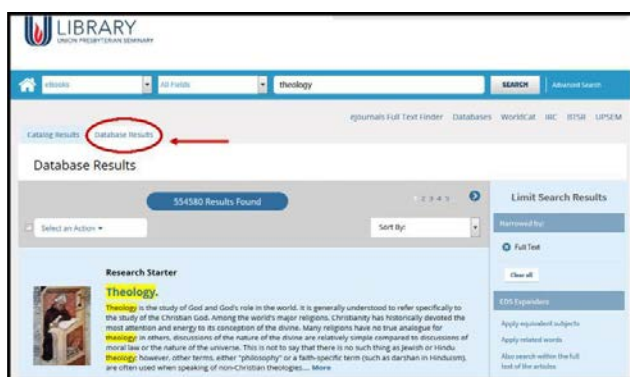 LIBRARY
UNION PRESBYTERIAN SEMINARY
ebooks All Fields theology SEARCH Advanced Search
eJournals Full Text Finder Databases WorldCat IRC RTSR UPSEM
Catalog Results Database Results
Database Results
554580 Results Found 1 2 3 4 5
Limit Search Results
Select an Action Sort By:
Narrowed by:
Full Text
Clear all
Research Starter
Theology.
Theology is the study of God and God's role in the world. It is generally understood to refer specifically to
the study of the Christian God. Among the world's major religions, Christianity has historically devoted the
most attention and energy to its conception of the divine. Many religions have no true analogue for
theology; in others, discussions of the nature of the divine are relatively simple compared to discussions of
moral law or the nature of the universe. This is not to say that there is no such thing as Jewish or Hindu
theology; however, other terms, either "philosophy" or a faith-specific term (such as darshan in Hinduism),
are often used when speaking of non-Christian theologies.... More
EDS Expanders
Apply equivalent subjects
Apply related words
Also search within the full
text of the articles